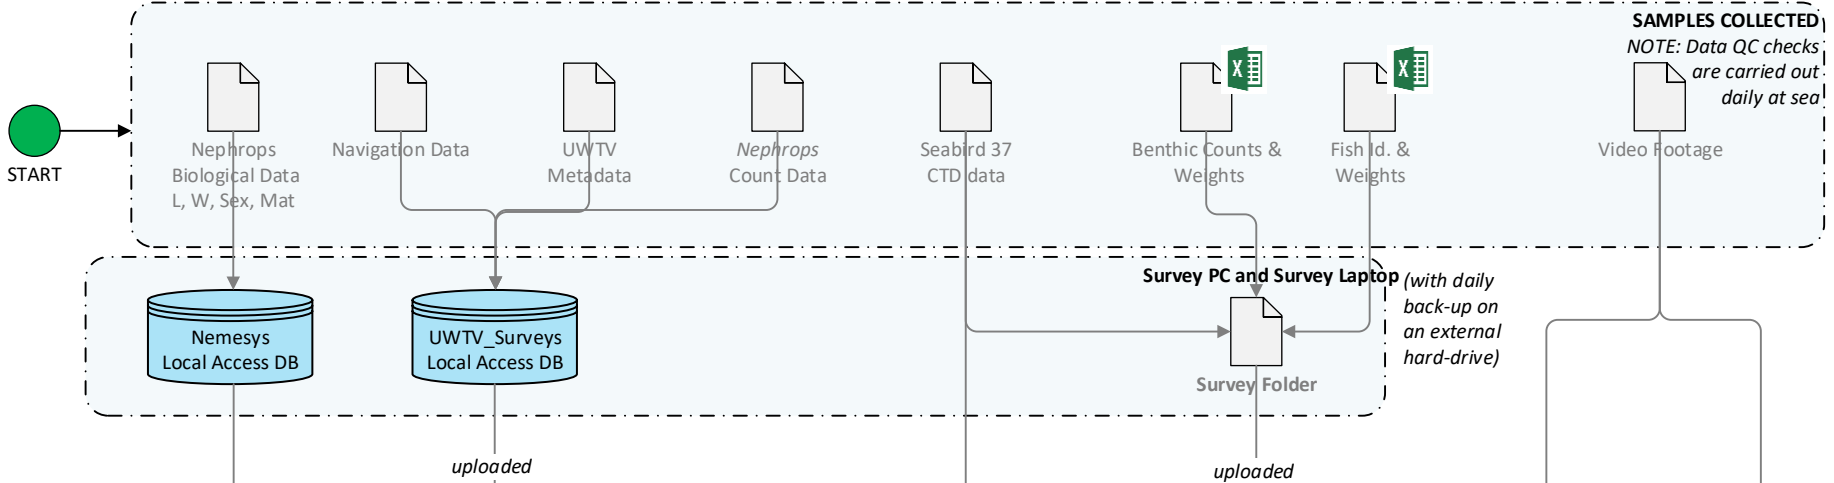 SAMPLES COLLECTED
NOTE: Data QC checks
are carried out
daily at sea
START
Nephrops
Biological Data
L, W, Sex, Mat
Navigation Data
UWTV
Metadata
Nephrops
Count Data
Seabird 37
CTD data
Benthic Counts &
Weights
Fish Id. &
Weights
Video Footage
Survey PC and Survey Laptop
(with daily
back-up on
an external
hard-drive)
Nemesys
Local Access DB
UWTV_Surveys
Local Access DB
Survey Folder
uploaded
uploaded